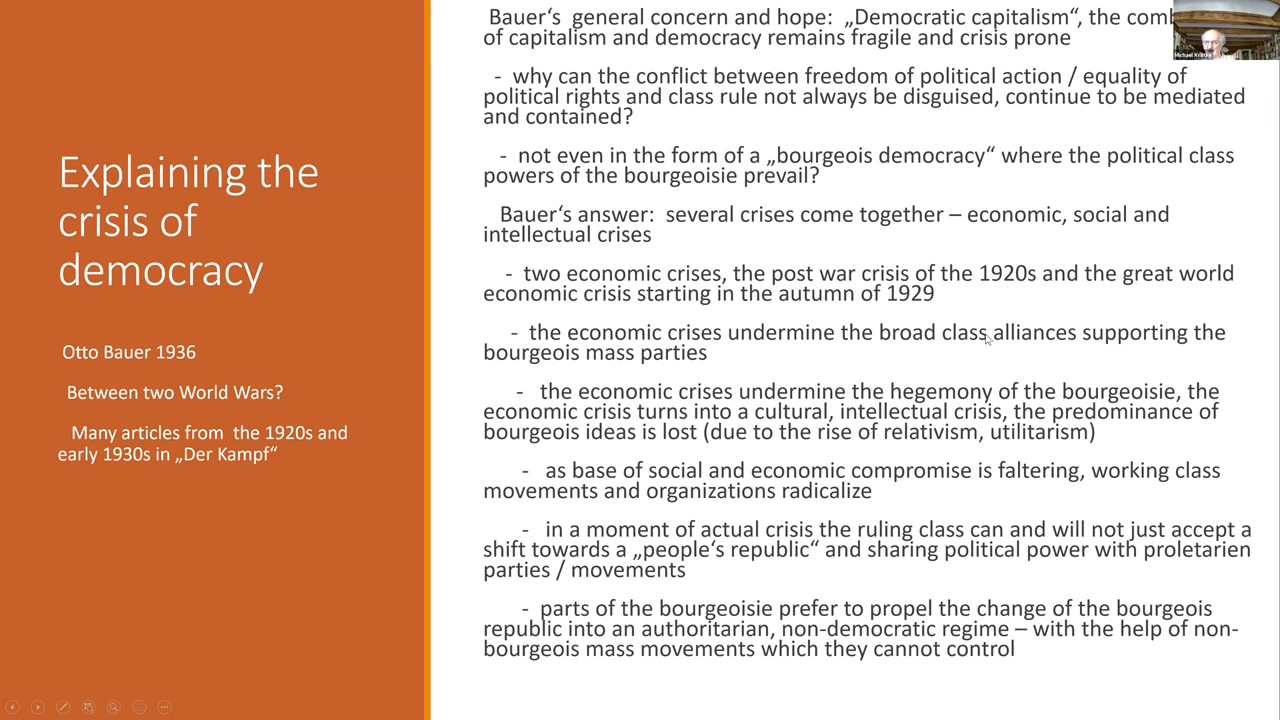 Explaining the
crisis of
democracy
Otto Bauer 1936
Between two World Wars?
Many articles from the 1920s and
early 1930s in „Der Kampf“
Bauer‘s general concern and hope: „Democratic capitalism“, the
of capitalism and democracy remains fragile and crisis prone
- why can the conflict between freedom of political action / equality of
political rights and class rule not always be disguised, continue to be mediated
and contained?
- not even in the form of a „bourgeois democracy“ where the political class
powers of the bourgeoisie prevail?
Bauer‘s answer: several crises come together – economic, social and
intellectual crises
- two economic crises, the post war crisis of the 1920s and the great world
economic crisis starting in the autumn of 1929
- the economic crises undermine the broad class alliances supporting the
bourgeois mass parties
- the economic crises undermine the hegemony of the bourgeoisie, the
economic crisis turns into a cultural, intellectual crisis, the predominance of
bourgeois ideas is lost (due to the rise of relativism, utilitarism)
- as base of social and economic compromise is faltering, working class
movements and organizations radicalize
- in a moment of actual crisis the ruling class can and will not just accept a
shift towards a „people‘s republic“ and sharing political power with proletarien
parties / movements
- parts of the bourgeoisie prefer to propel the change of the bourgeois
republic into an authoritarian, non-democratic regime – with the help of non-
bourgeois mass movements which they cannot control